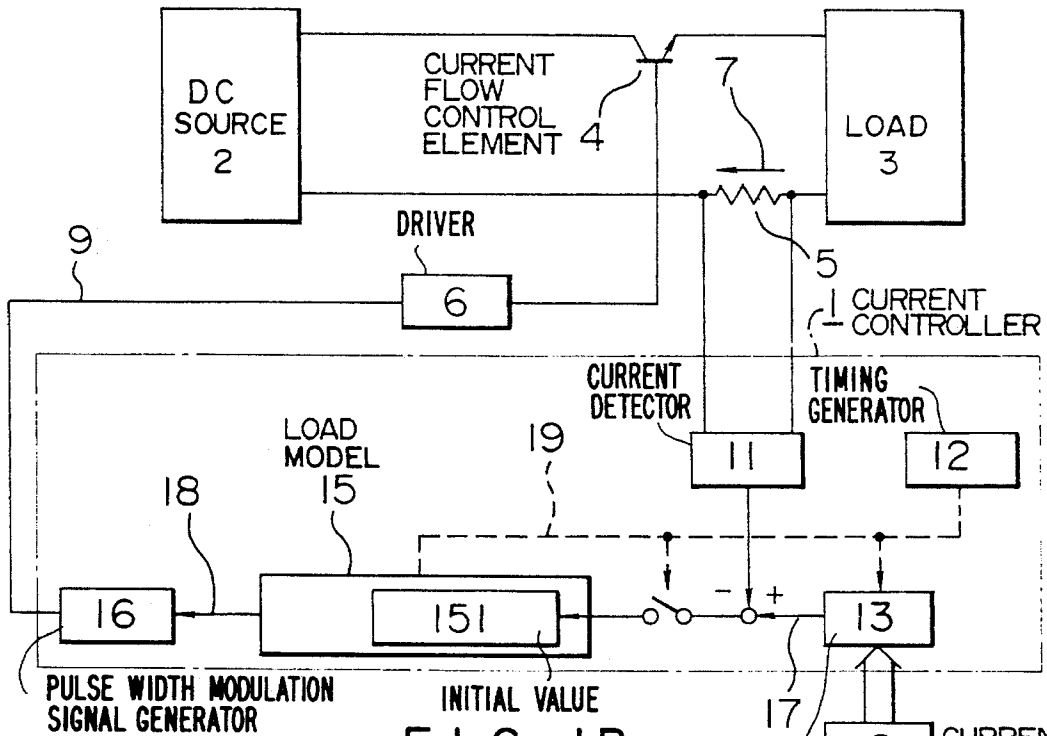 DC
SOURCE
2
CURRENT
FLOW
CONTROL
ELEMENT
4
7
LOAD
3
5
9
DRIVER
6
1 CURRENT
CONTROLLER
CURRENT
DETECTOR
TIMING
GENERATOR
LOAD
MODEL
15
19
11
12
18
16
151
-
+
13
PULSE WIDTH MODULATION
SIGNAL GENERATOR
INITIAL VALUE
17